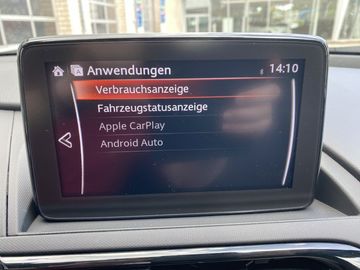 Anwendungen 14:10
Verbrauchsanzeige
Fahrzeugstatusanzeige
Apple CarPlay
Android Auto